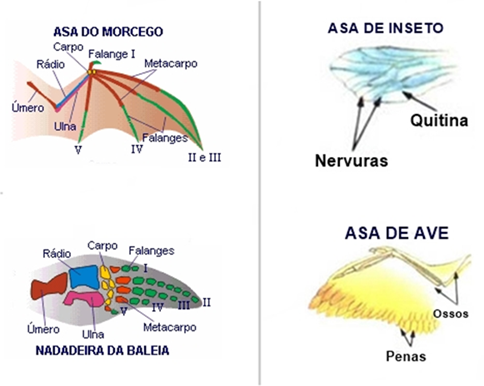 ASA DO MORCEGO
Carpo
Falange I
Rádio
Metacarpo
Úmero
Ulna
Falanges
V
IV
II e III
ASA DE INSETO
Quitina
Nervuras
Rádio
Carpo
Falanges
I
II
III
IV
V
Úmero
Ulna
Metacarpo
NADADEIRA DA BALEIA
ASA DE AVE
Ossos
Penas